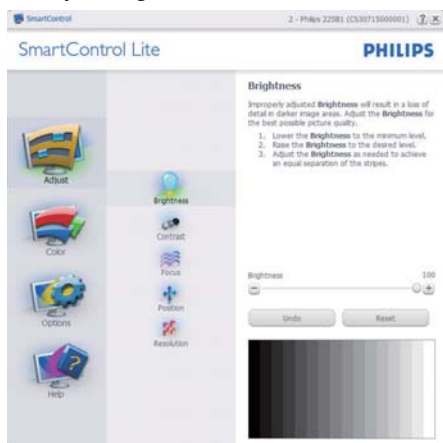 SmartControl
2 - Philips 225B1 (CS30715000001)
SmartControl Lite
PHILIPS
Adjust
Color
Options
Help
Brightness
Contrast
Focus
Position
Resolution
Brightness
Improperly adjusted Brightness will result in a loss of
detail in darker image areas. Adjust the Brightness for
the best possible picture quality.
1. Lower the Brightness to the minimum level.
2. Raise the Brightness to the desired level.
3. Adjust the Brightness as needed to achieve
an equal separation of the stripes.
Brightness 100
Undo Reset